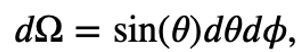 dΩ = sin(θ)dθdϕ,